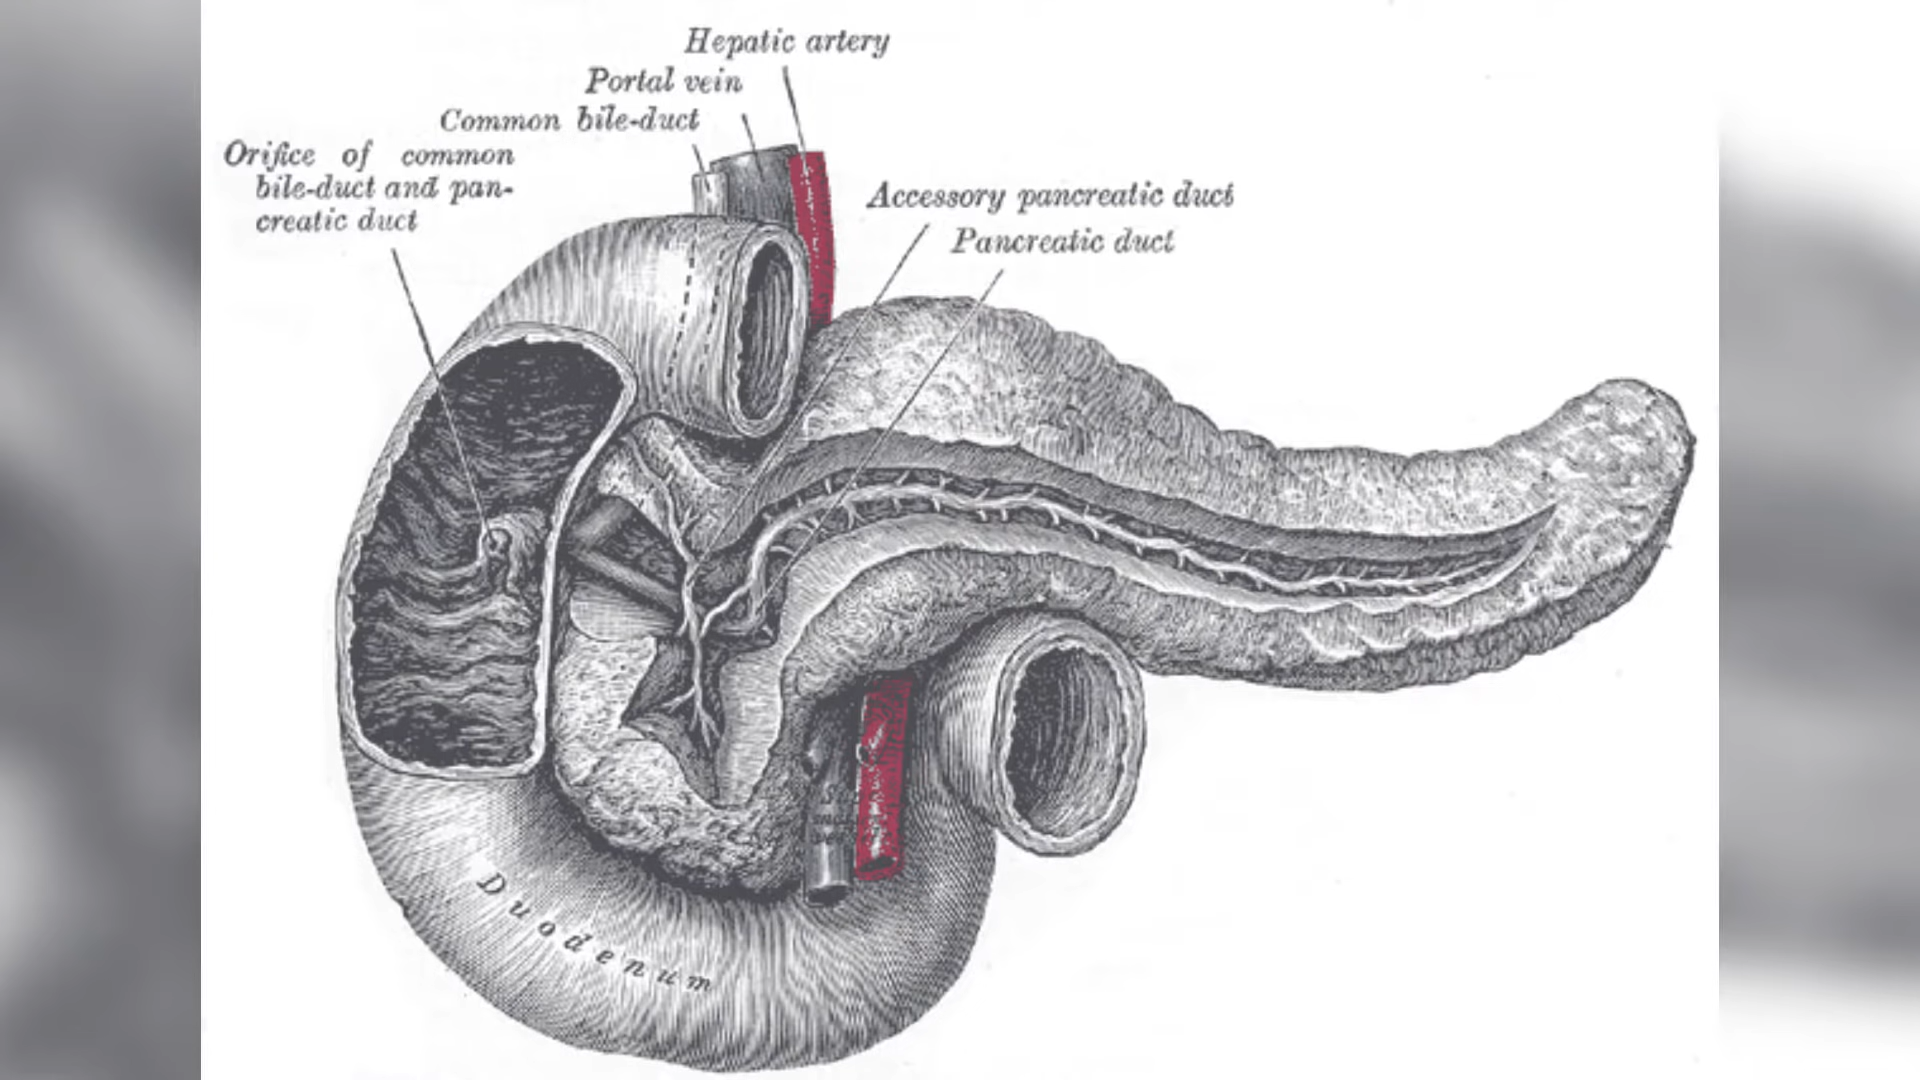 Hepatic artery
Portal vein
Common bile-duct
Orifice of common
bile-duct and pan-
creatic duct
Accessory pancreatic duct
Pancreatic duct
Duodenum